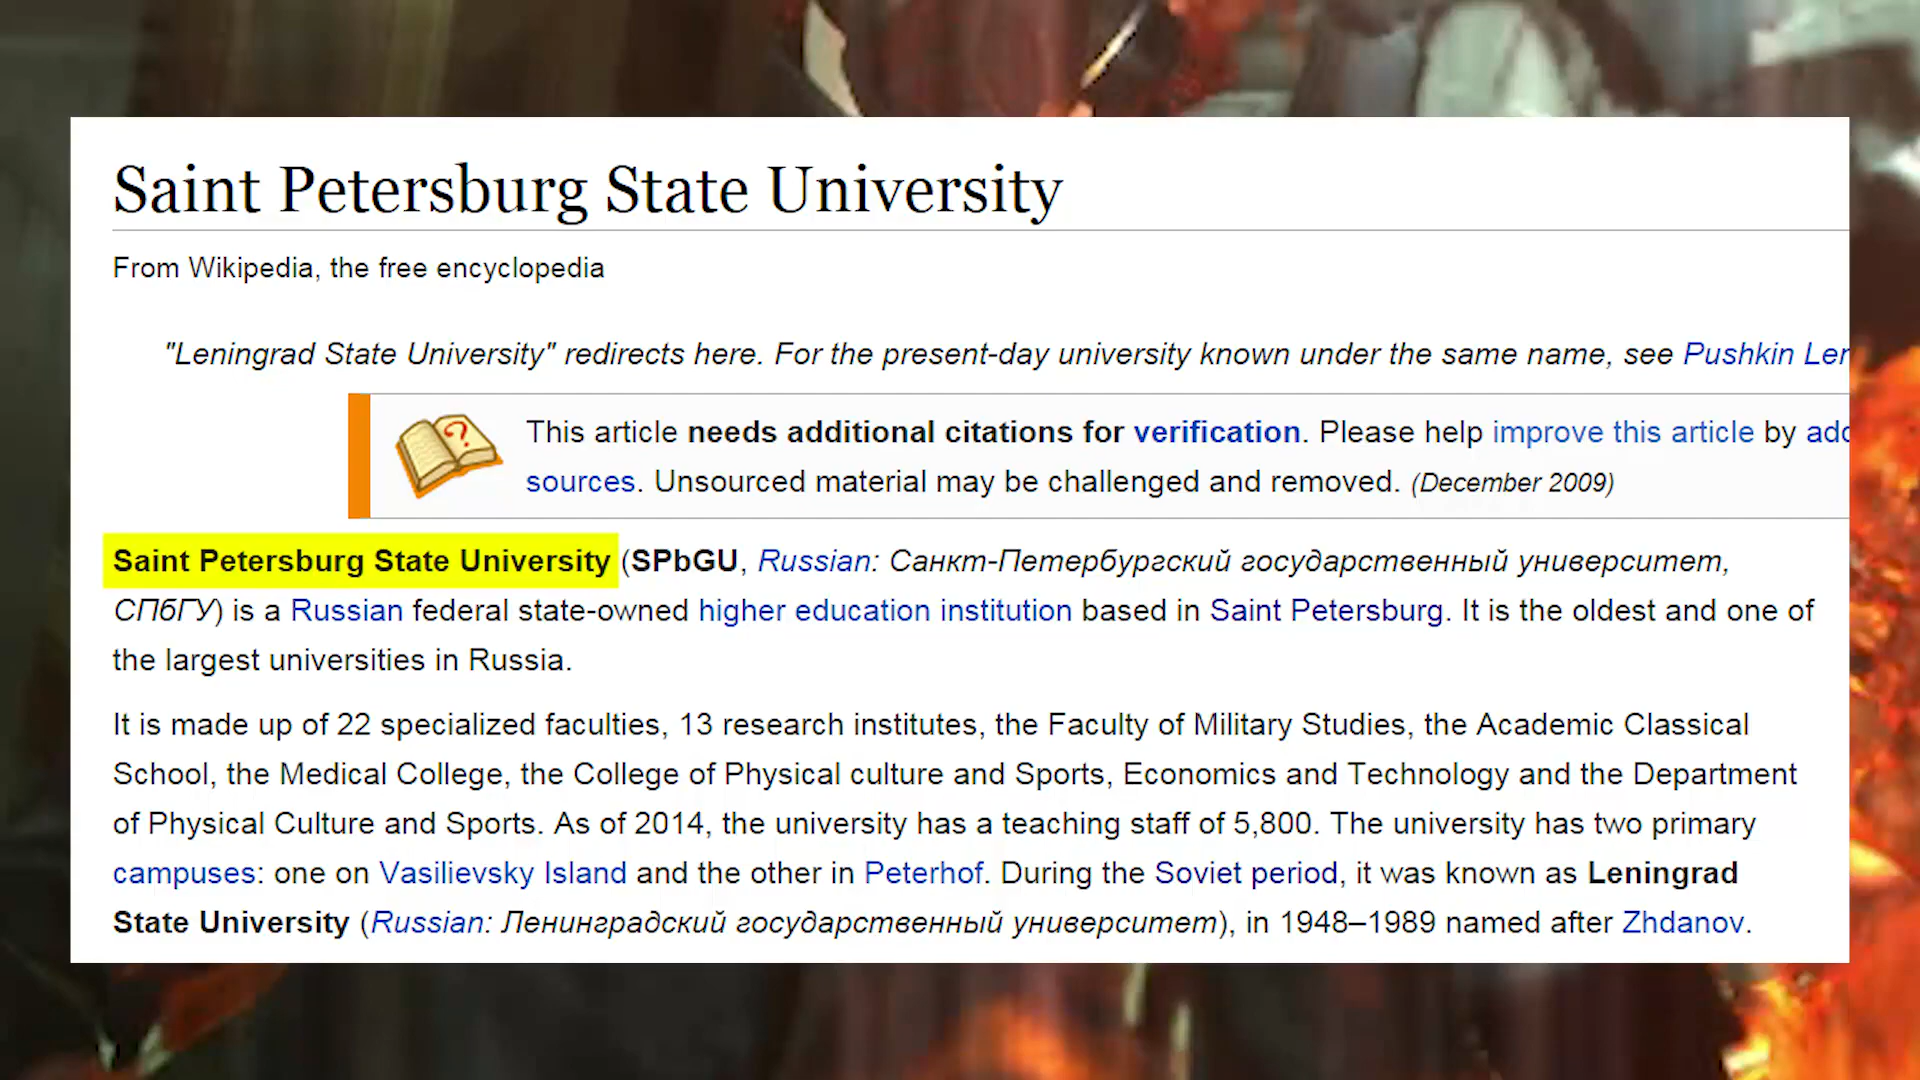 Saint Petersburg State University
From Wikipedia, the free encyclopedia
"Leningrad State University" redirects here. For the present-day university known under the same name, see Pushkin Ler
This article needs additional citations for verification. Please help improve this article by add
sources. Unsourced material may be challenged and removed. (December 2009)
Saint Petersburg State University (SPbGU, Russian: Санкт-Петербургский государственный университет,
СПбГУ) is a Russian federal state-owned higher education institution based in Saint Petersburg. It is the oldest and one of
the largest universities in Russia.
It is made up of 22 specialized faculties, 13 research institutes, the Faculty of Military Studies, the Academic Classical
School, the Medical College, the College of Physical culture and Sports, Economics and Technology and the Department
of Physical Culture and Sports. As of 2014, the university has a teaching staff of 5,800. The university has two primary
campuses: one on Vasilievsky Island and the other in Peterhof. During the Soviet period, it was known as Leningrad
State University (Russian: Ленинградский государственный университет), in 1948–1989 named after Zhdanov.